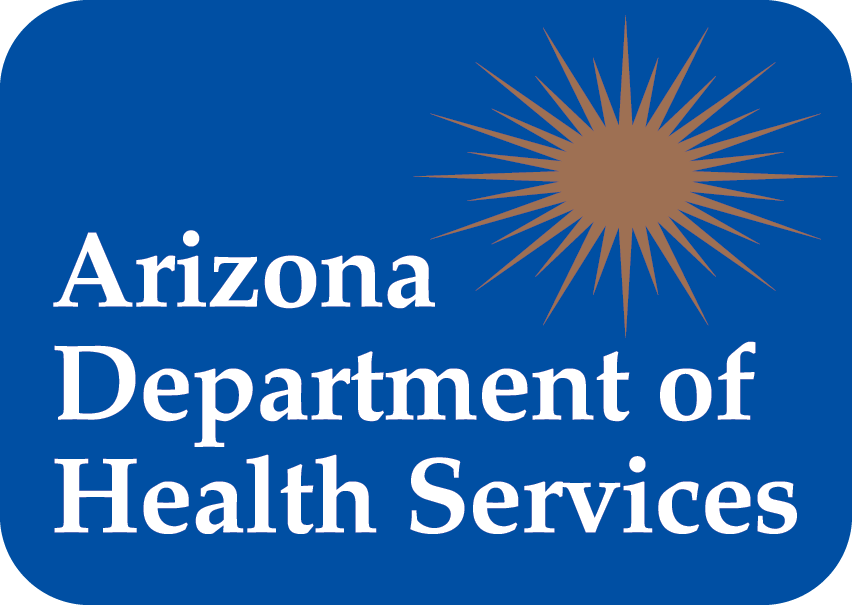 Arizona
Department of
Health Services